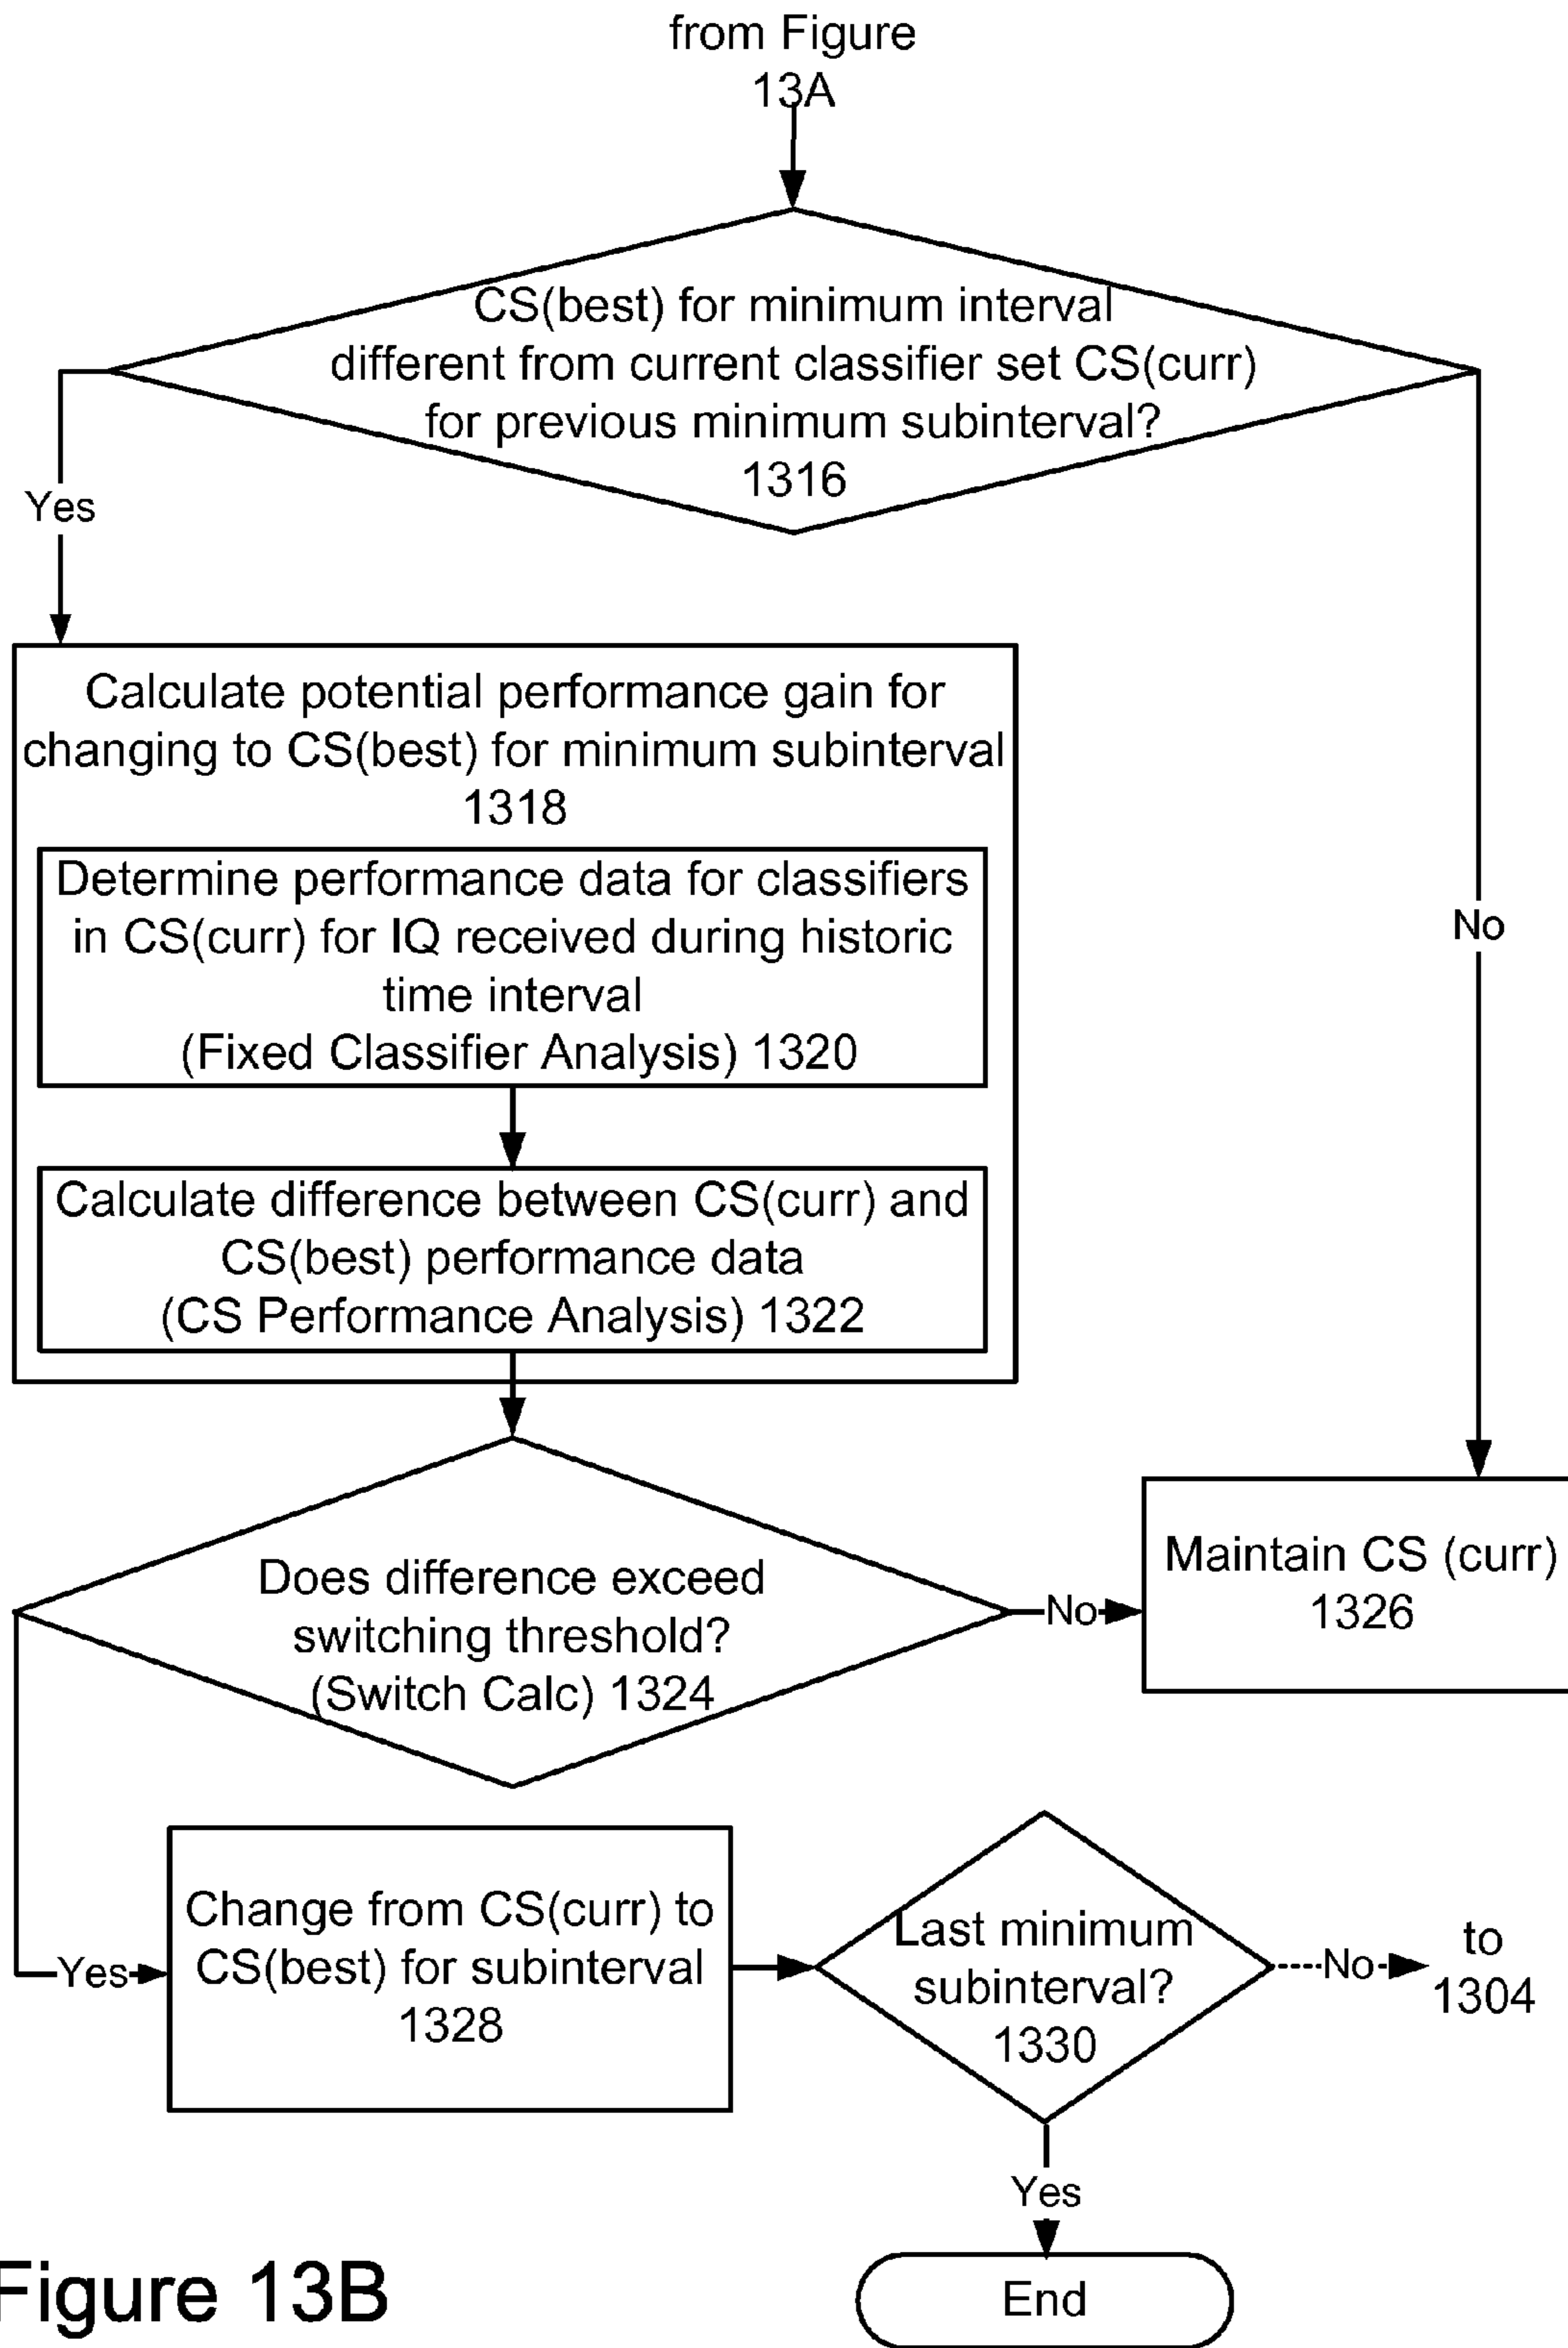 from Figure
13A
CS(best) for minimum interval
different from current classifier set CS(curr)
for previous minimum subinterval?
1316
Yes
No
Calculate potential performance gain for
changing to CS(best) for minimum subinterval
1318
Determine performance data for classifiers
in CS(curr) for IQ received during historic
time interval
(Fixed Classifier Analysis) 1320
Calculate difference between CS(curr) and
CS(best) performance data
(CS Performance Analysis) 1322
Does difference exceed
switching threshold?
(Switch Calc) 1324
No
Maintain CS (curr)
1326
Yes
Change from CS(curr) to
CS(best) for subinterval
1328
Last minimum
subinterval?
1330
No
to
1304
Yes
End
Figure 13B